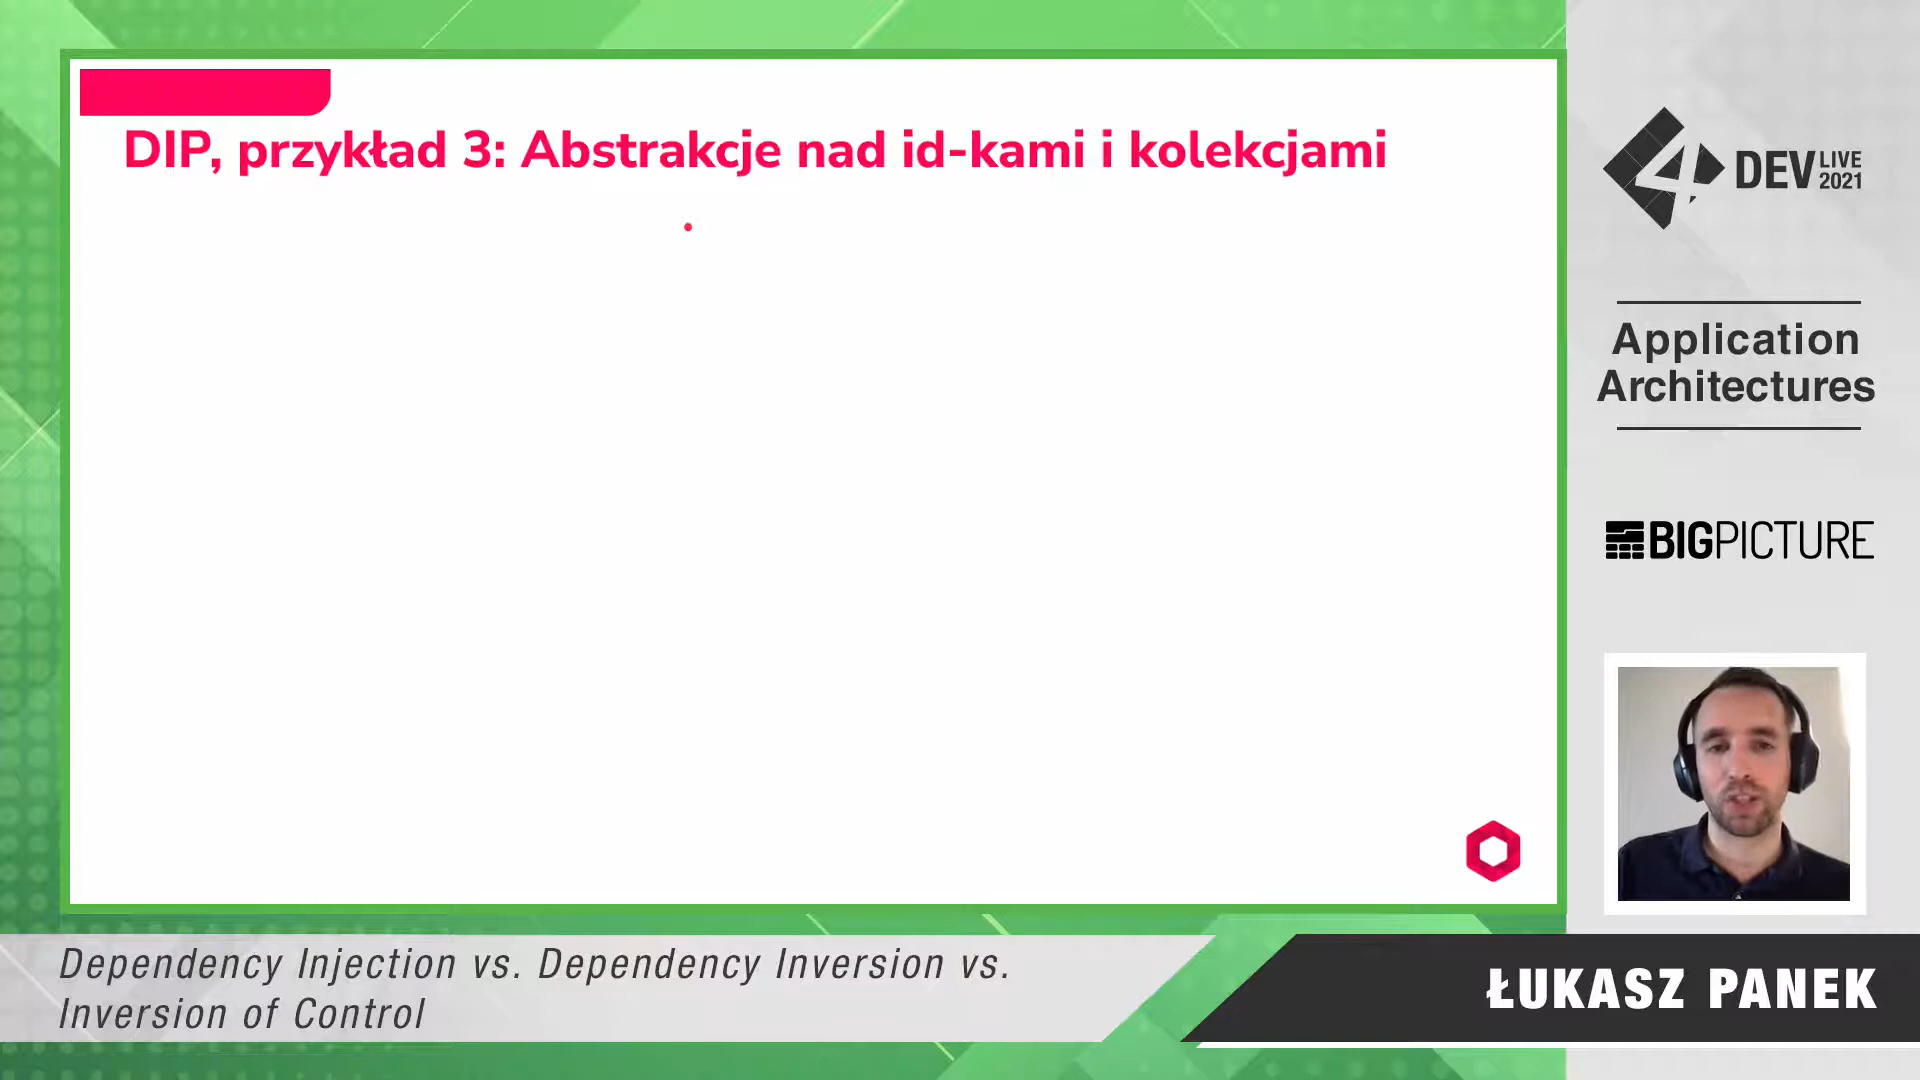 DIP, przykład 3: Abstrakcje nad id-kami i kolekcjami
4 DEV LIVE 2021
Application
Architectures
BIGPICTURE
Dependency Injection vs. Dependency Inversion vs.
Inversion of Control
ŁUKASZ PANEK